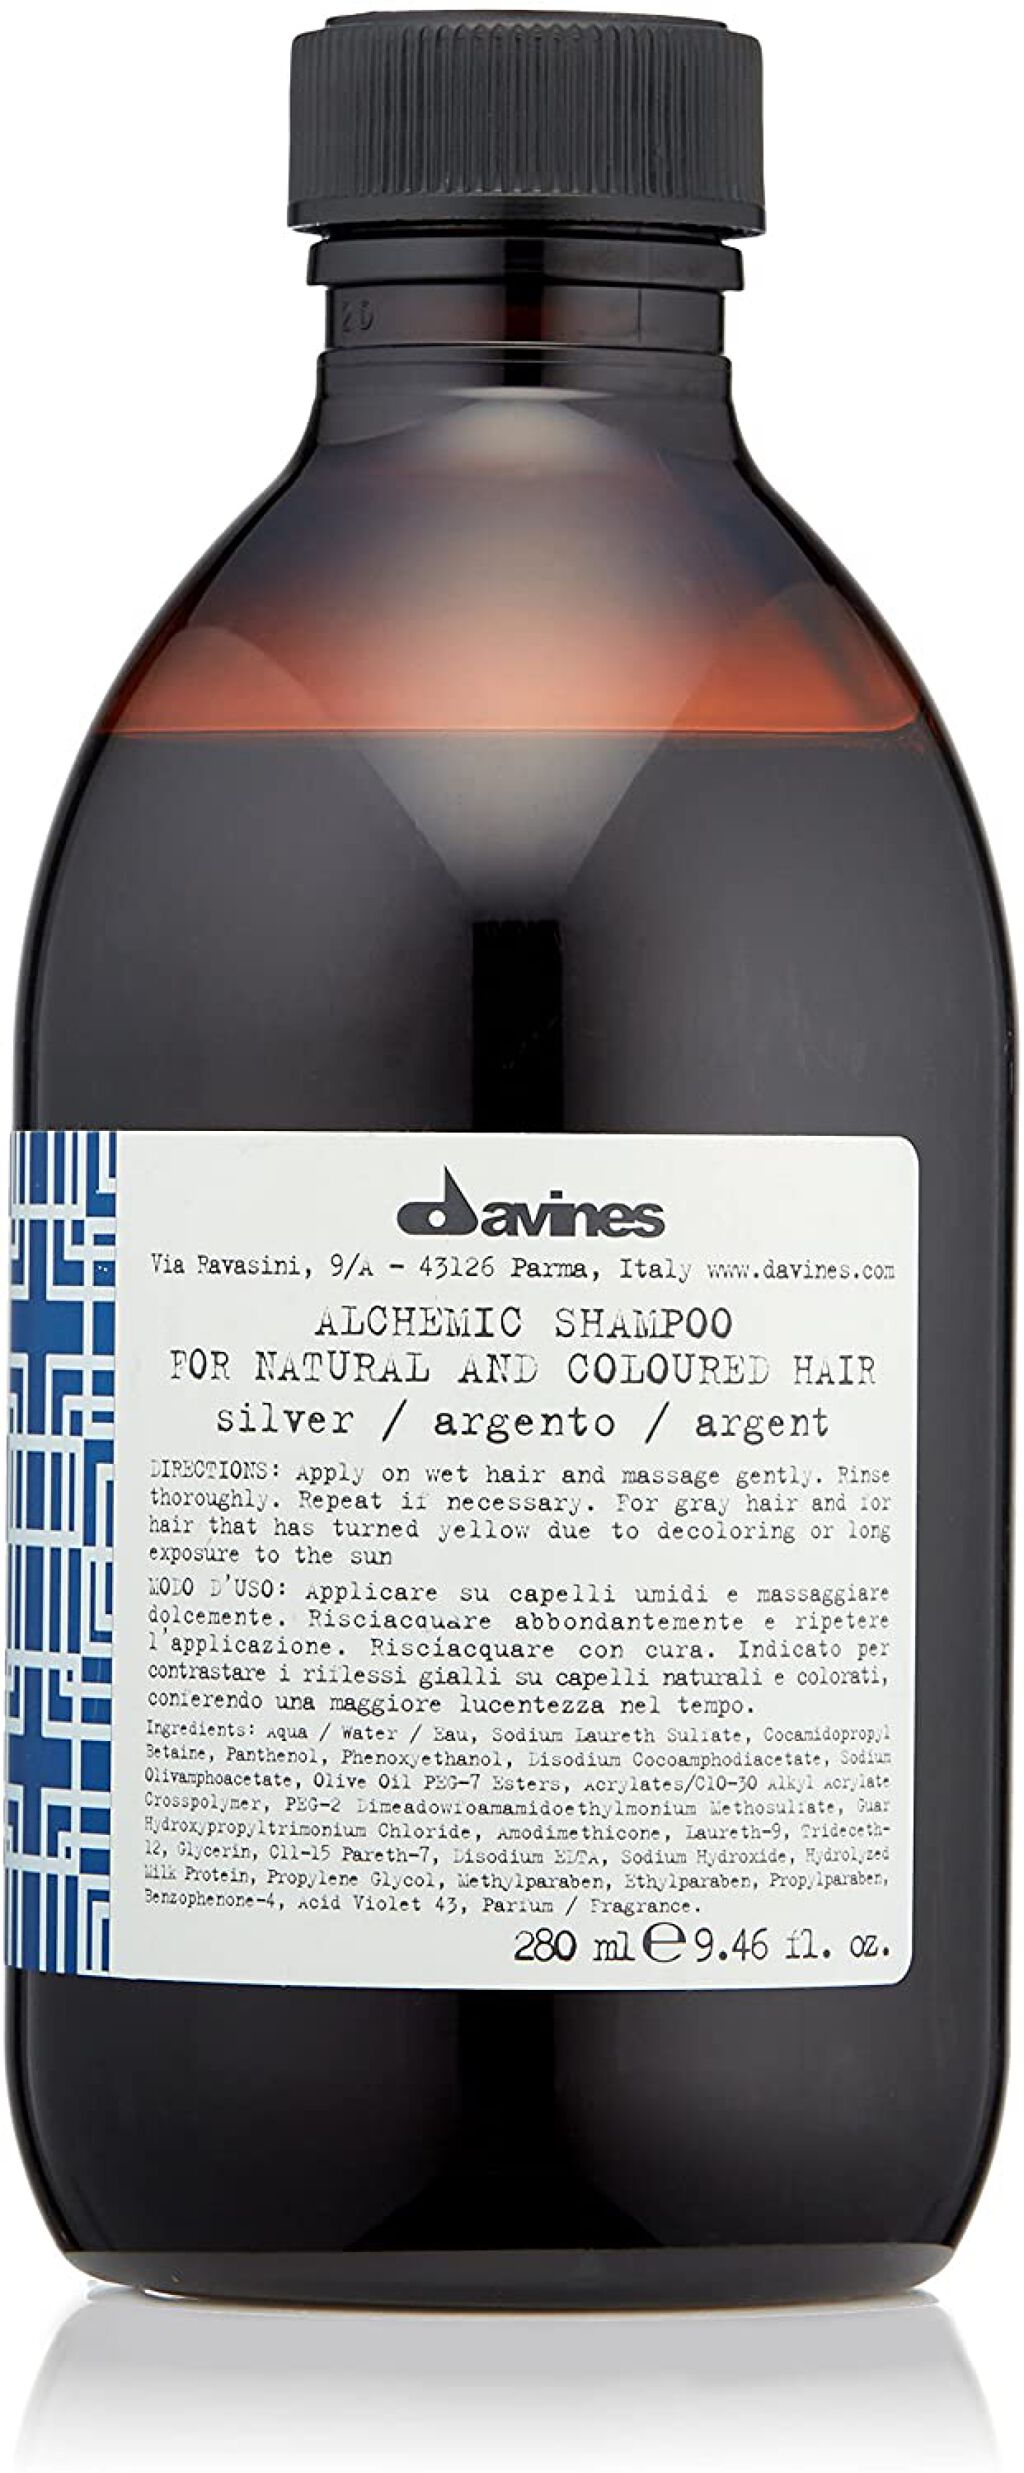 davines
Via Ravasini, 9/A - 43126 Parma, Italy www.davines.com
ALCHEMIC SHAMPOO
FOR NATURAL AND COLOURED HAIR
silver / argento / argent
DIRECTIONS: Apply on wet hair and massage gently. Rinse
thoroughly. Repeat if necessary. For gray hair and for
hair that has turned yellow due to decoloring or long
exposure to the sun
MODO D'USO: Applicare su capelli umidi e massaggiare
dolcemente. Risciacquare abbondantemente e ripetere
l'applicazione. Risciacquare con cura. Indicato per
contrastare i riflessi gialli su capelli naturali e colorati,
conferendo una maggiore lucentezza nel tempo.
Ingredients: Aqua / Water / Eau, Sodium Laureth Sulfate, Cocamidopropyl
Betaine, Panthenol, Phenoxyethanol, Disodium Cocoamphodiacetate, Sodium
Olivamphoacetate, Olive Oil PEG-7 Esters, Acrylates/C10-30 Alkyl Acrylate
Crosspolymer, PEG-2 Dimeadowfoamamidoethylmonium Methosulfate, Guar
Hydroxypropyltrimonium Chloride, Amodimethicone, Laureth-9, Trideceth-
12, Glycerin, C11-15 Pareth-7, Disodium EDTA, Sodium Hydroxide, Hydrolyzed
Milk Protein, Propylene Glycol, Methylparaben, Ethylparaben, Propylparaben,
Benzophenone-4, Acid Violet 43, Parfum / Fragrance.
280 ml ℮ 9.46 fl. oz.